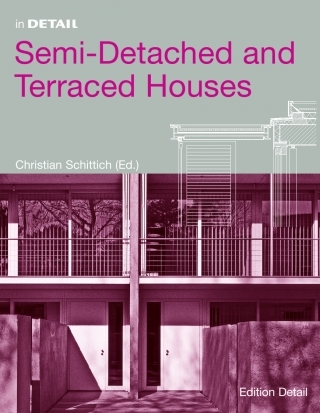 in DETAIL
Semi-Detached and
Terraced Houses
Christian Schittich (Ed.)
Edition Detail